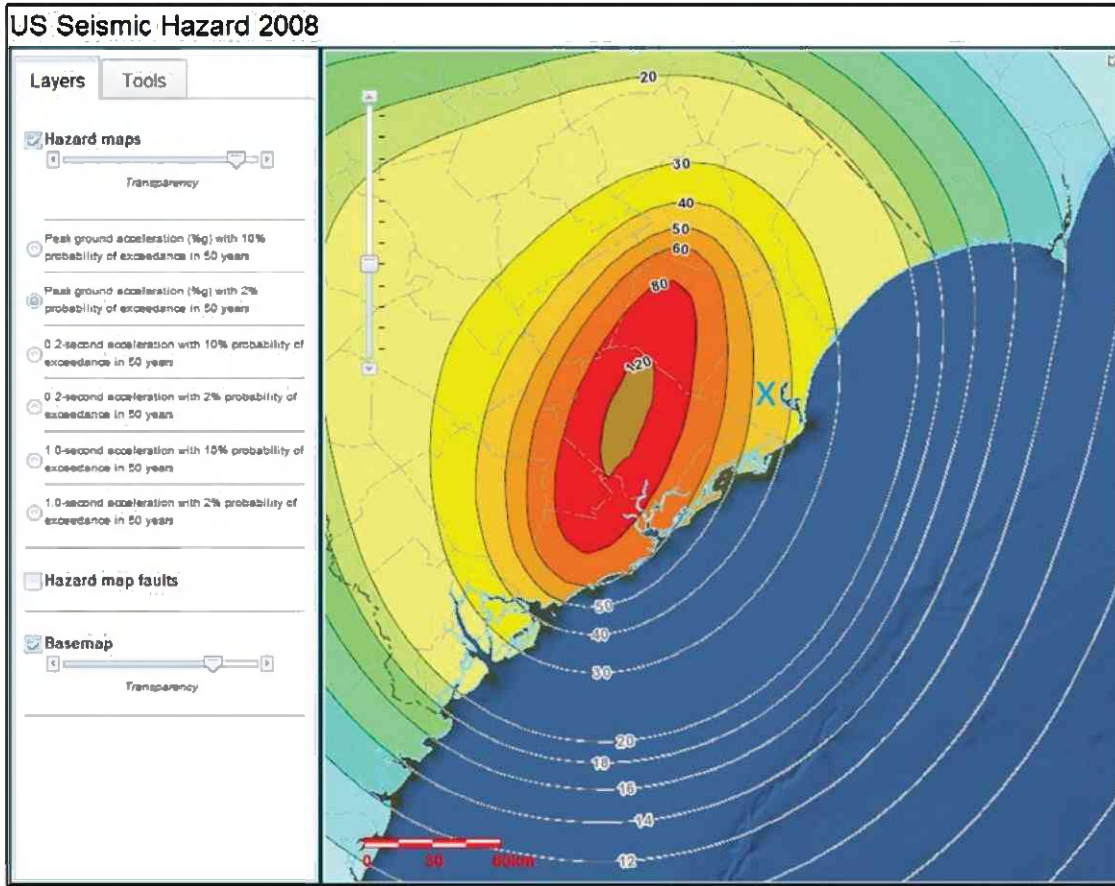 US Seismic Hazard 2008
Layers
Tools
Hazard maps
Transparency
Peak ground acceleration (%g) with 10%
probability of exceedance in 50 years
Peak ground acceleration (%g) with 2%
probability of exceedance in 50 years
0.2-second acceleration with 10% probability of
exceedance in 50 years
0.2-second acceleration with 2% probability of
exceedance in 50 years
1.0-second acceleration with 10% probability of
exceedance in 50 years
1.0-second acceleration with 2% probability of
exceedance in 50 years
Hazard map faults
Basemap
Transparency
20
30
40
50
60
80
120
X
50
40
30
20
18
16
14
12
0